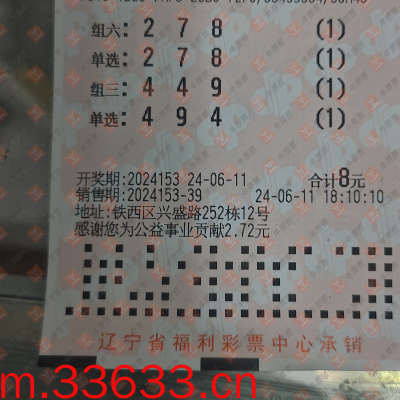 组六: 2 7 8 (1)
单选: 2 7 8 (1)
组三: 4 4 9 (1)
单选: 4 9 4 (1)
开奖期:2024153 24-06-11 合计8元
销售期:2024153-39 24-06-11 18:10:10
地址:铁西区兴盛路252栋12号
感谢您为公益事业贡献2.72元
辽宁省福利彩票中心承销
m.33633.cn